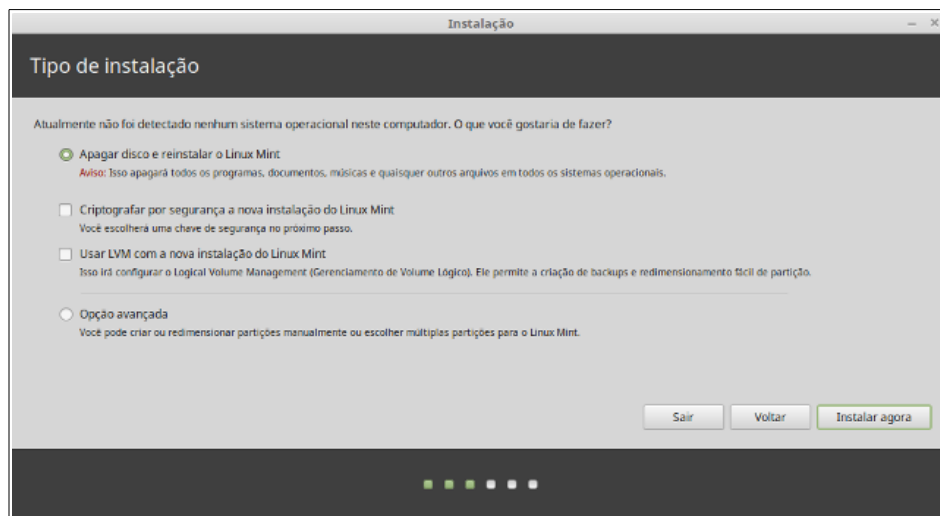 Instalação
Tipo de instalação
Atualmente não foi detectado nenhum sistema operacional neste computador. O que você gostaria de fazer?
Apagar disco e reinstalar o Linux Mint
Aviso: Isso apagará todos os programas, documentos, músicas e quaisquer outros arquivos em todos os sistemas operacionais.
Criptografar por segurança a nova instalação do Linux Mint
Você escolherá uma chave de segurança no próximo passo.
Usar LVM com a nova instalação do Linux Mint
Isso irá configurar o Logical Volume Management (Gerenciamento de Volume Lógico). Ele permite a criação de backups e redimensionamento fácil de partição.
Opção avançada
Você pode criar ou redimensionar partições manualmente ou escolher múltiplas partições para o Linux Mint.
Sair
Voltar
Instalar agora